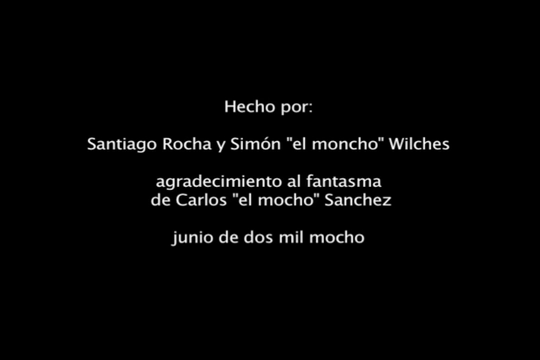 Hecho por:
Santiago Rocha y Simón "el moncho" Wilches
agradecimiento al fantasma
de Carlos "el mocho" Sanchez
junio de dos mil mocho